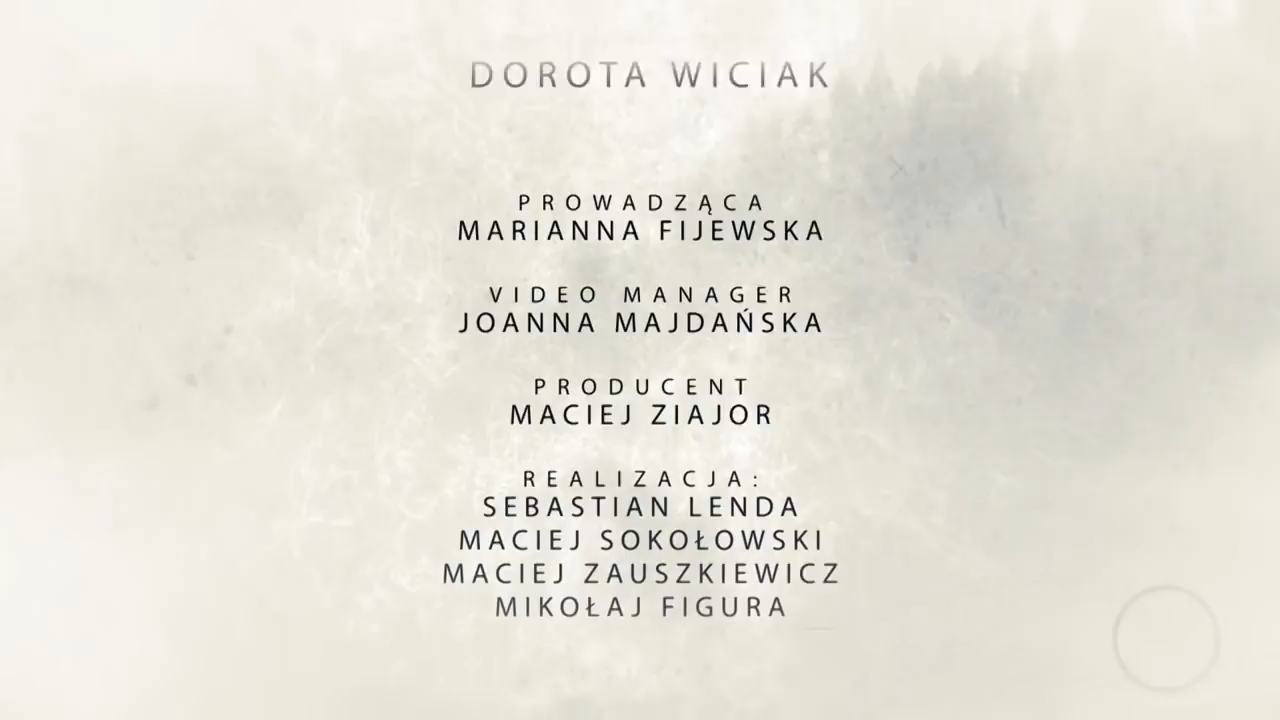 DOROTA WICIAK
PROWADZĄCA
MARIANNA FIJEWSKA
VIDEO MANAGER
JOANNA MAJDAŃSKA
PRODUCENT
MACIEJ ZIAJOR
REALIZACJA:
SEBASTIAN LENDA
MACIEJ SOKOŁOWSKI
MACIEJ ZAUSZKIEWICZ
MIKOŁAJ FIGURA